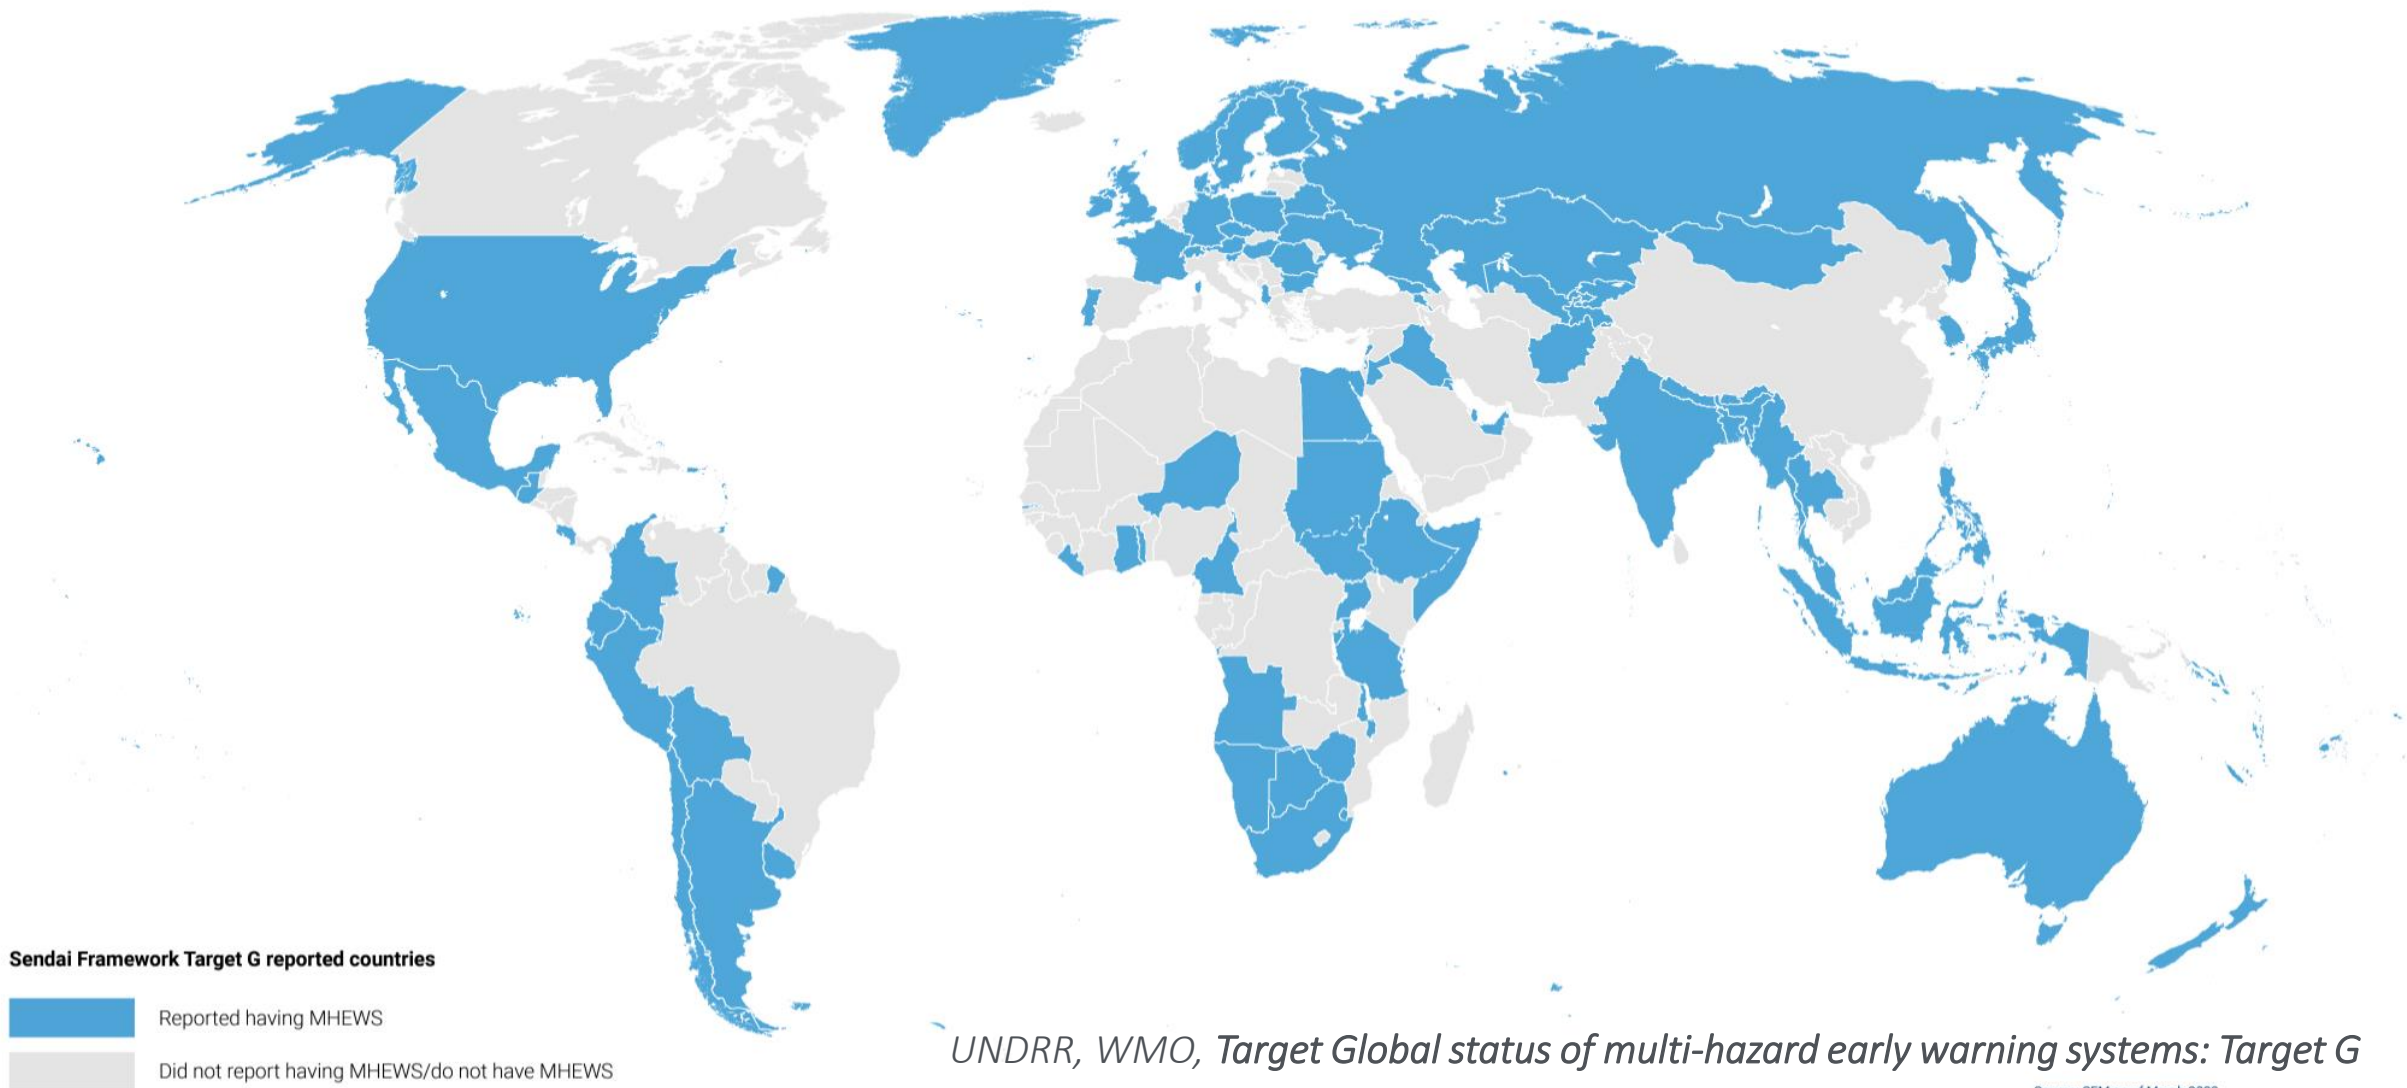 Sendai Framework Target G reported countries
Reported having MHEWS
Did not report having MHEWS/do not have MHEWS
UNDRR, WMO, Target Global status of multi-hazard early warning systems: Target G